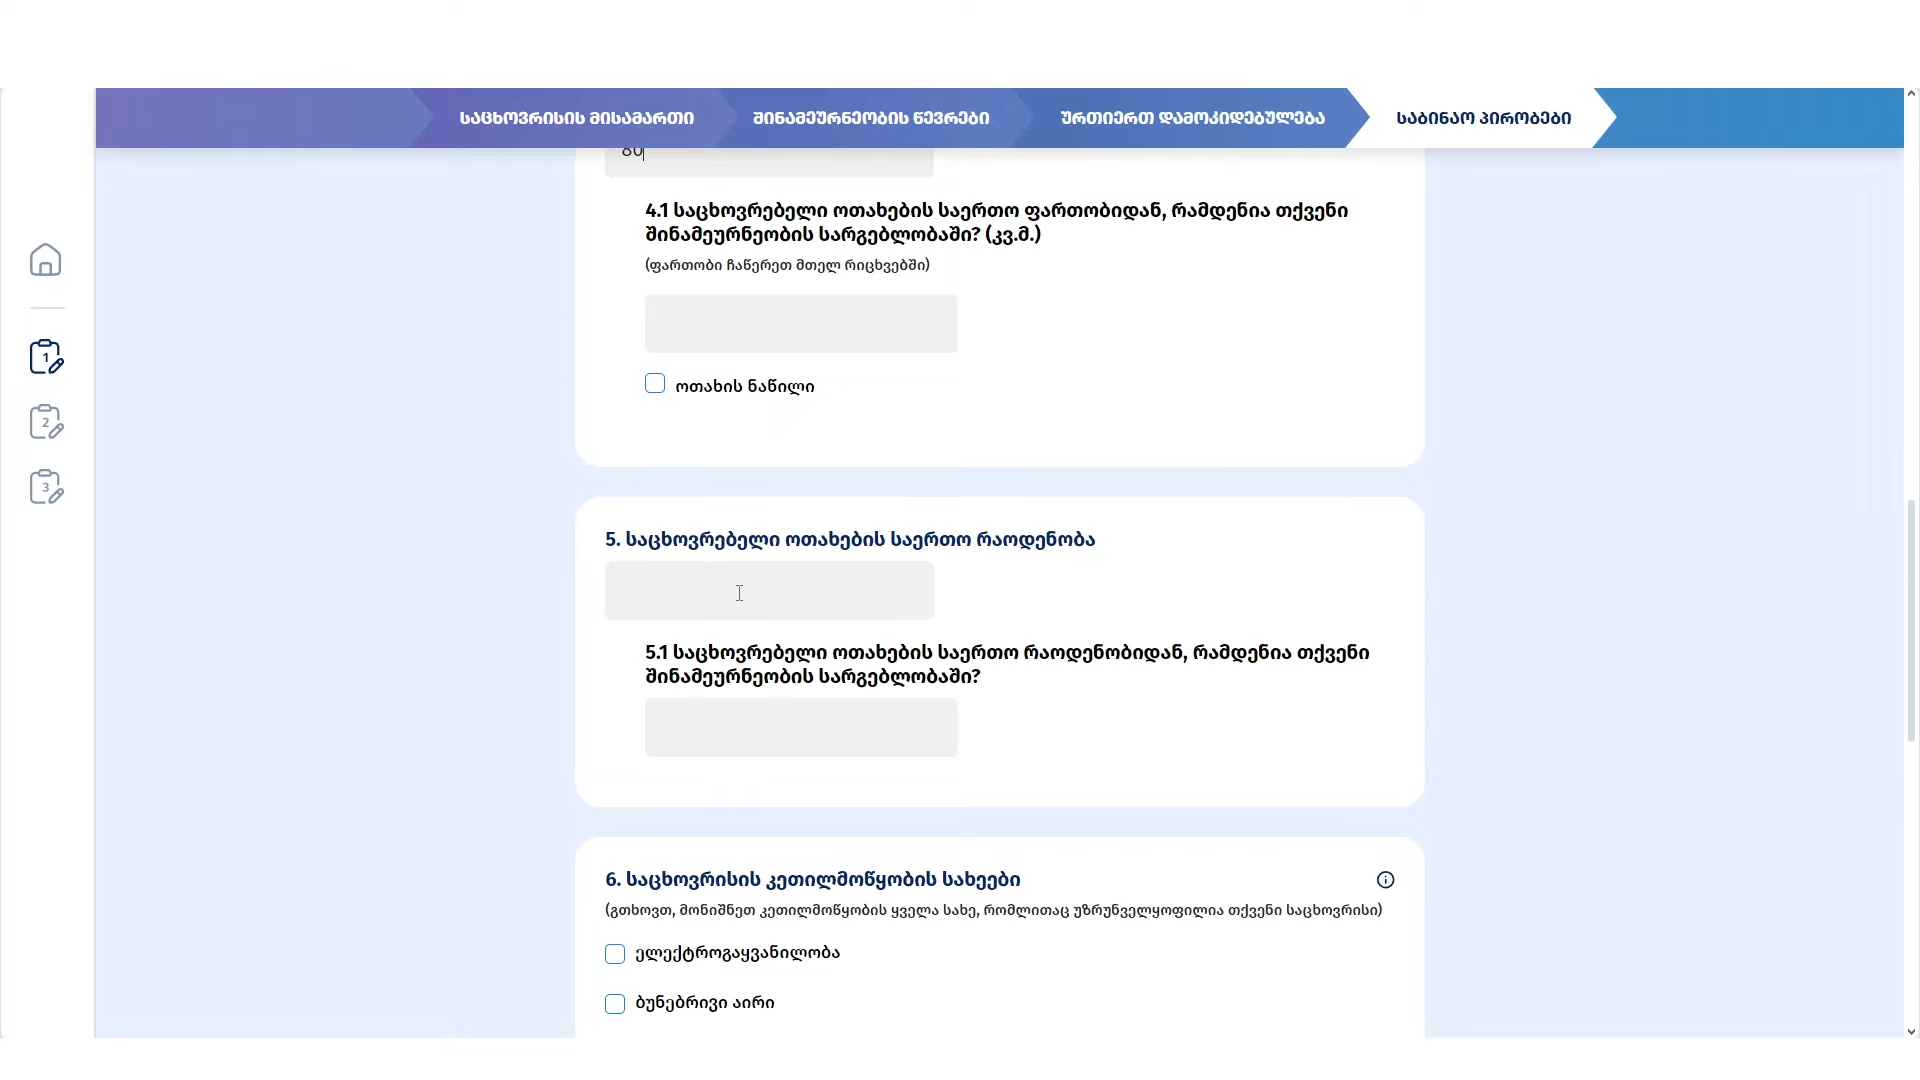 საცხოვრისის მისამართი
შინამეურნეობის წევრები
ურთიერთ დამოკიდებულება
საბინაო პირობები
80
4.1 საცხოვრებელი ოთახების საერთო ფართობიდან, რამდენია თქვენი
შინამეურნეობის სარგებლობაში? (კვ.მ.)
(ფართობი ჩაწერეთ მთელ რიცხვებში)
ოთახის ნაწილი
1
2
3
5. საცხოვრებელი ოთახების საერთო რაოდენობა
5.1 საცხოვრებელი ოთახების საერთო რაოდენობიდან, რამდენია თქვენი
შინამეურნეობის სარგებლობაში?
6. საცხოვრისის კეთილმოწყობის სახეები
(გთხოვთ, მონიშნეთ კეთილმოწყობის ყველა სახე, რომლითაც უზრუნველყოფილია თქვენი საცხოვრისი)
ელექტროგაყვანილობა
ბუნებრივი აირი